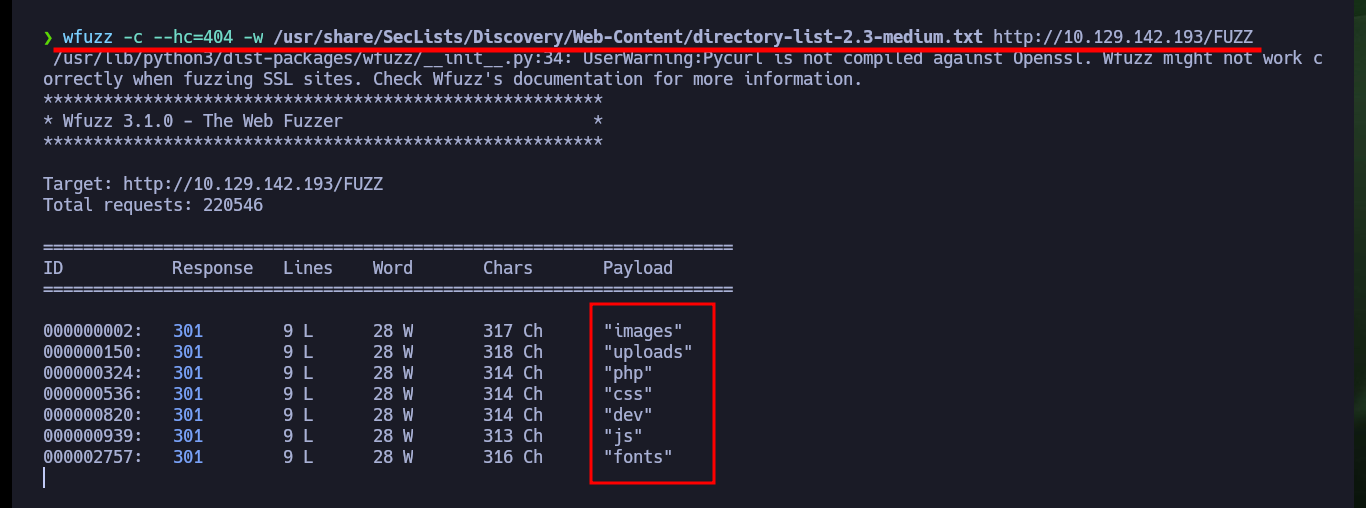 ❯ wfuzz -c --hc=404 -w /usr/share/SecLists/Discovery/Web-Content/directory-list-2.3-medium.txt http://10.129.142.193/FUZZ
/usr/lib/python3/dist-packages/wfuzz/__init__.py:34: UserWarning:Pycurl is not compiled against Openssl. Wfuzz might not work c
orrectly when fuzzing SSL sites. Check Wfuzz's documentation for more information.
********************************************************
* Wfuzz 3.1.0 - The Web Fuzzer                         *
********************************************************
Target: http://10.129.142.193/FUZZ
Total requests: 220546
=====================================================================
ID           Response   Lines    Word       Chars       Payload
=====================================================================
000000002:   301        9 L      28 W       317 Ch      "images"
000000150:   301        9 L      28 W       318 Ch      "uploads"
000000324:   301        9 L      28 W       314 Ch      "php"
000000536:   301        9 L      28 W       314 Ch      "css"
000000820:   301        9 L      28 W       314 Ch      "dev"
000000939:   301        9 L      28 W       313 Ch      "js"
000002757:   301        9 L      28 W       316 Ch      "fonts"